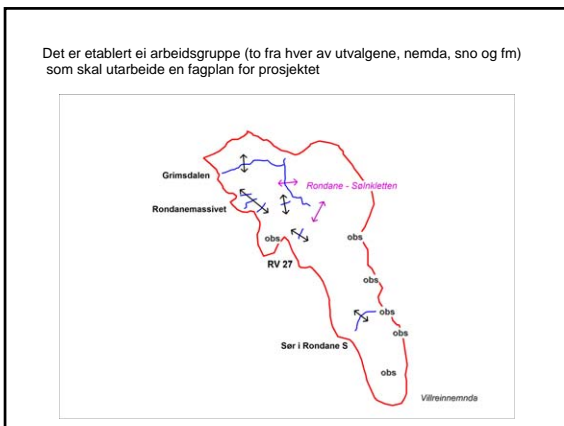 Det er etablert ei arbeidsgruppe (to fra hver av utvalgene, nemda, sno og fm)
som skal utarbeide en fagplan for prosjektet
Grimsdalen
Rondane - Sølnkletten
Rondanemassivet
obs
obs
RV 27
obs
obs
obs
Sør i Rondane S
obs
Villreinnemnda